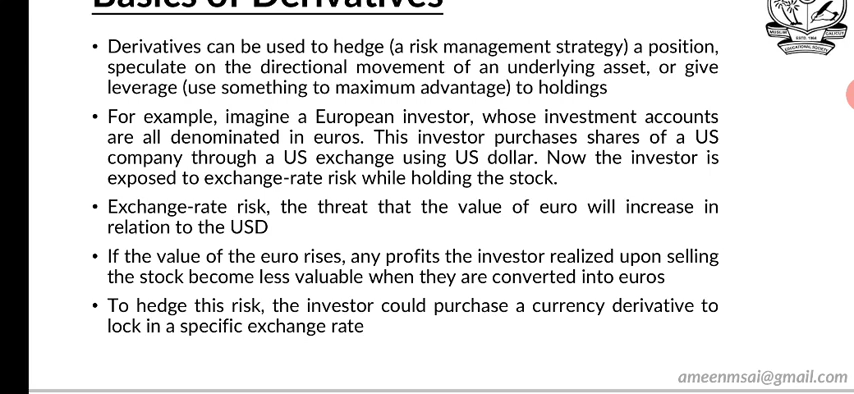 Basics of Derivatives
• Derivatives can be used to hedge (a risk management strategy) a position,
speculate on the directional movement of an underlying asset, or give
leverage (use something to maximum advantage) to holdings
• For example, imagine a European investor, whose investment accounts
are all denominated in euros. This investor purchases shares of a US
company through a US exchange using US dollar. Now the investor is
exposed to exchange-rate risk while holding the stock.
• Exchange-rate risk, the threat that the value of euro will increase in
relation to the USD
• If the value of the euro rises, any profits the investor realized upon selling
the stock become less valuable when they are converted into euros
• To hedge this risk, the investor could purchase a currency derivative to
lock in a specific exchange rate
ameenmsai@gmail.com